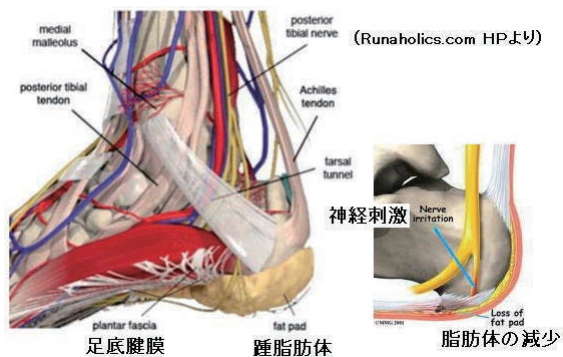 medial
malleolus
posterior
tibial nerve
（Runaholics.com HPより）
posterior tibial
tendon
Achilles
tendon
tarsal
tunnel
神経刺激
Nerve
irritation
plantar fascia
足底腱膜
fat pad
踵脂肪体
Loss of
fat pad
©MMG 2001
脂肪体の減少